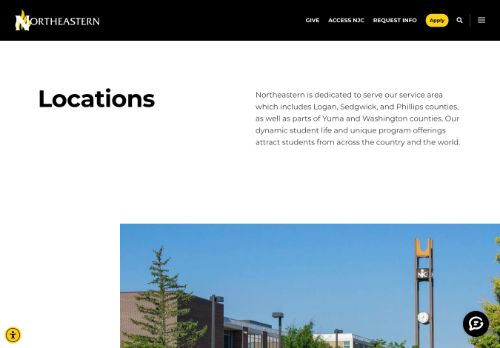 NORTHEASTERN
GIVE ACCESS NJC REQUEST INFO Apply
Locations
Northeastern is dedicated to serve our service area
which includes Logan, Sedgwick, and Phillips counties,
as well as parts of Yuma and Washington counties. Our
dynamic student life and unique program offerings
attract students from across the country and the world.
NJC